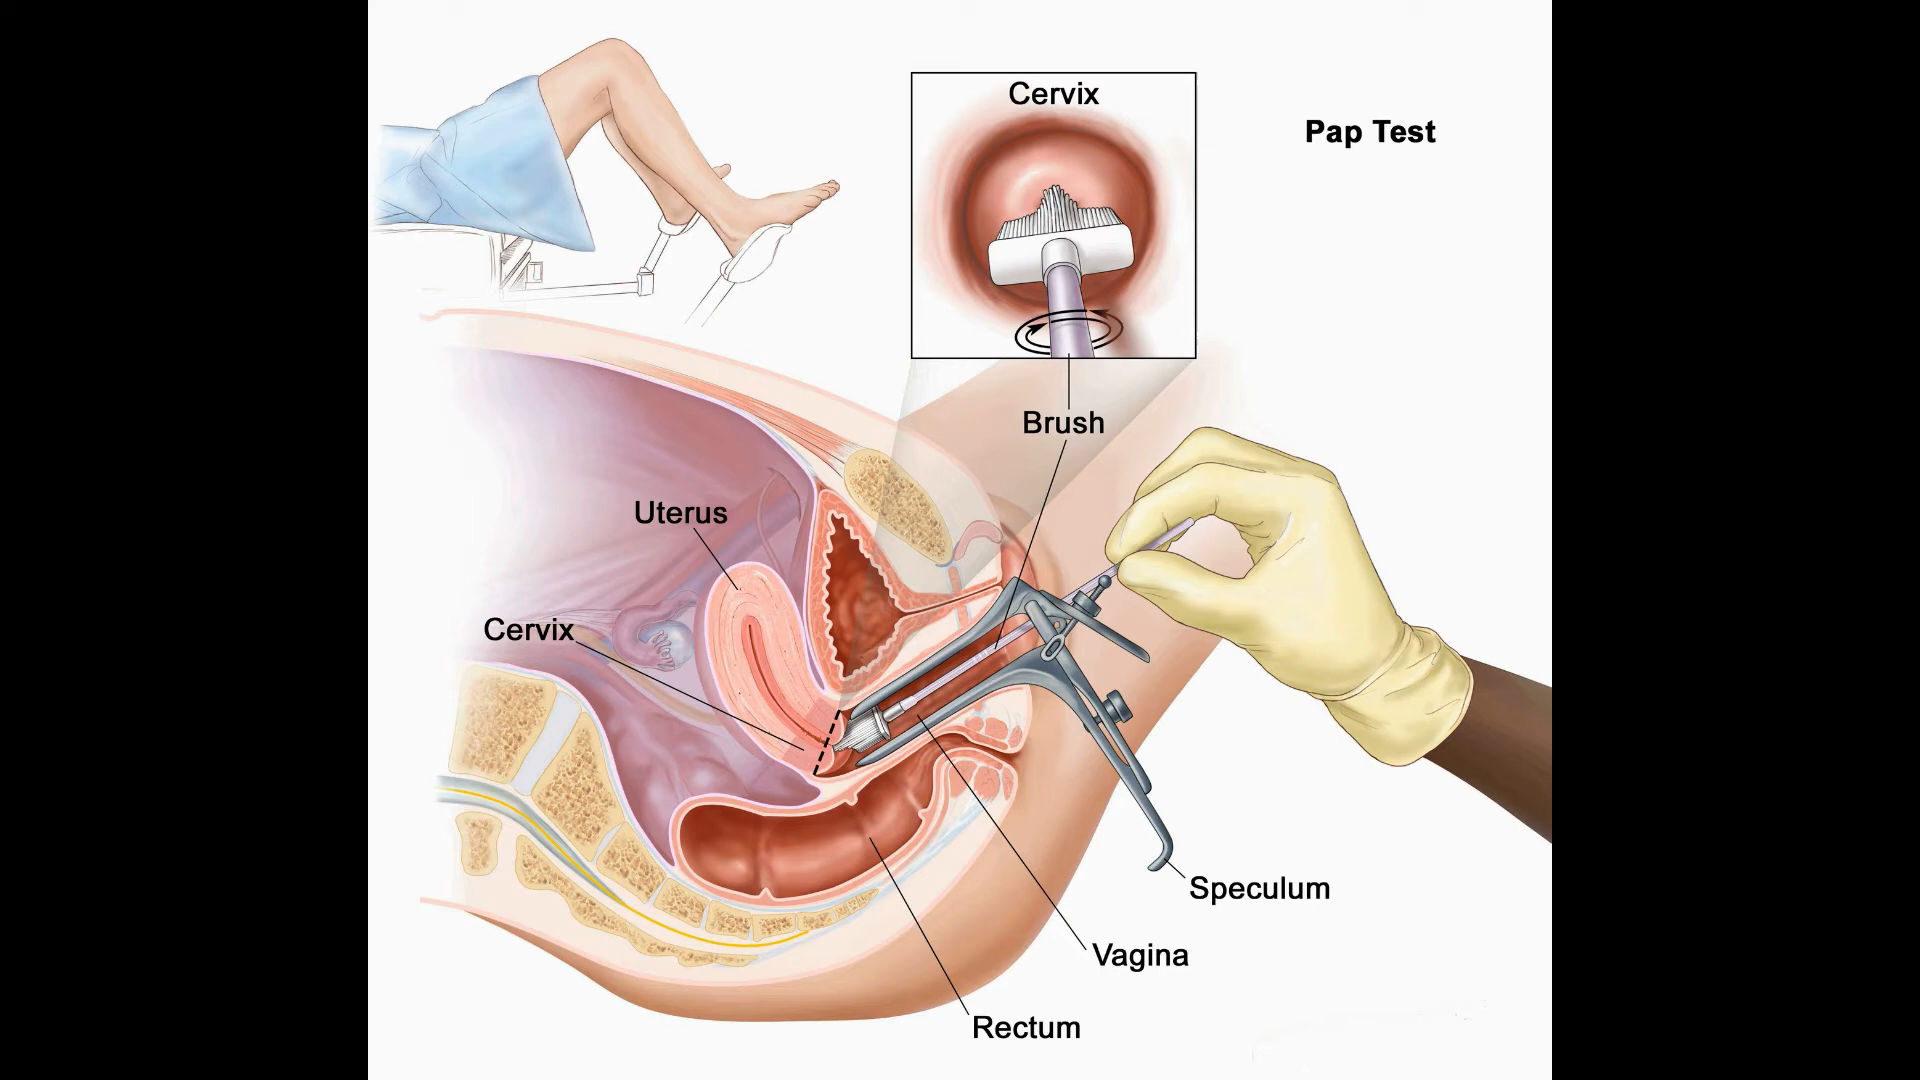 Cervix
Pap Test
Brush
Uterus
Cervix
Speculum
Vagina
Rectum